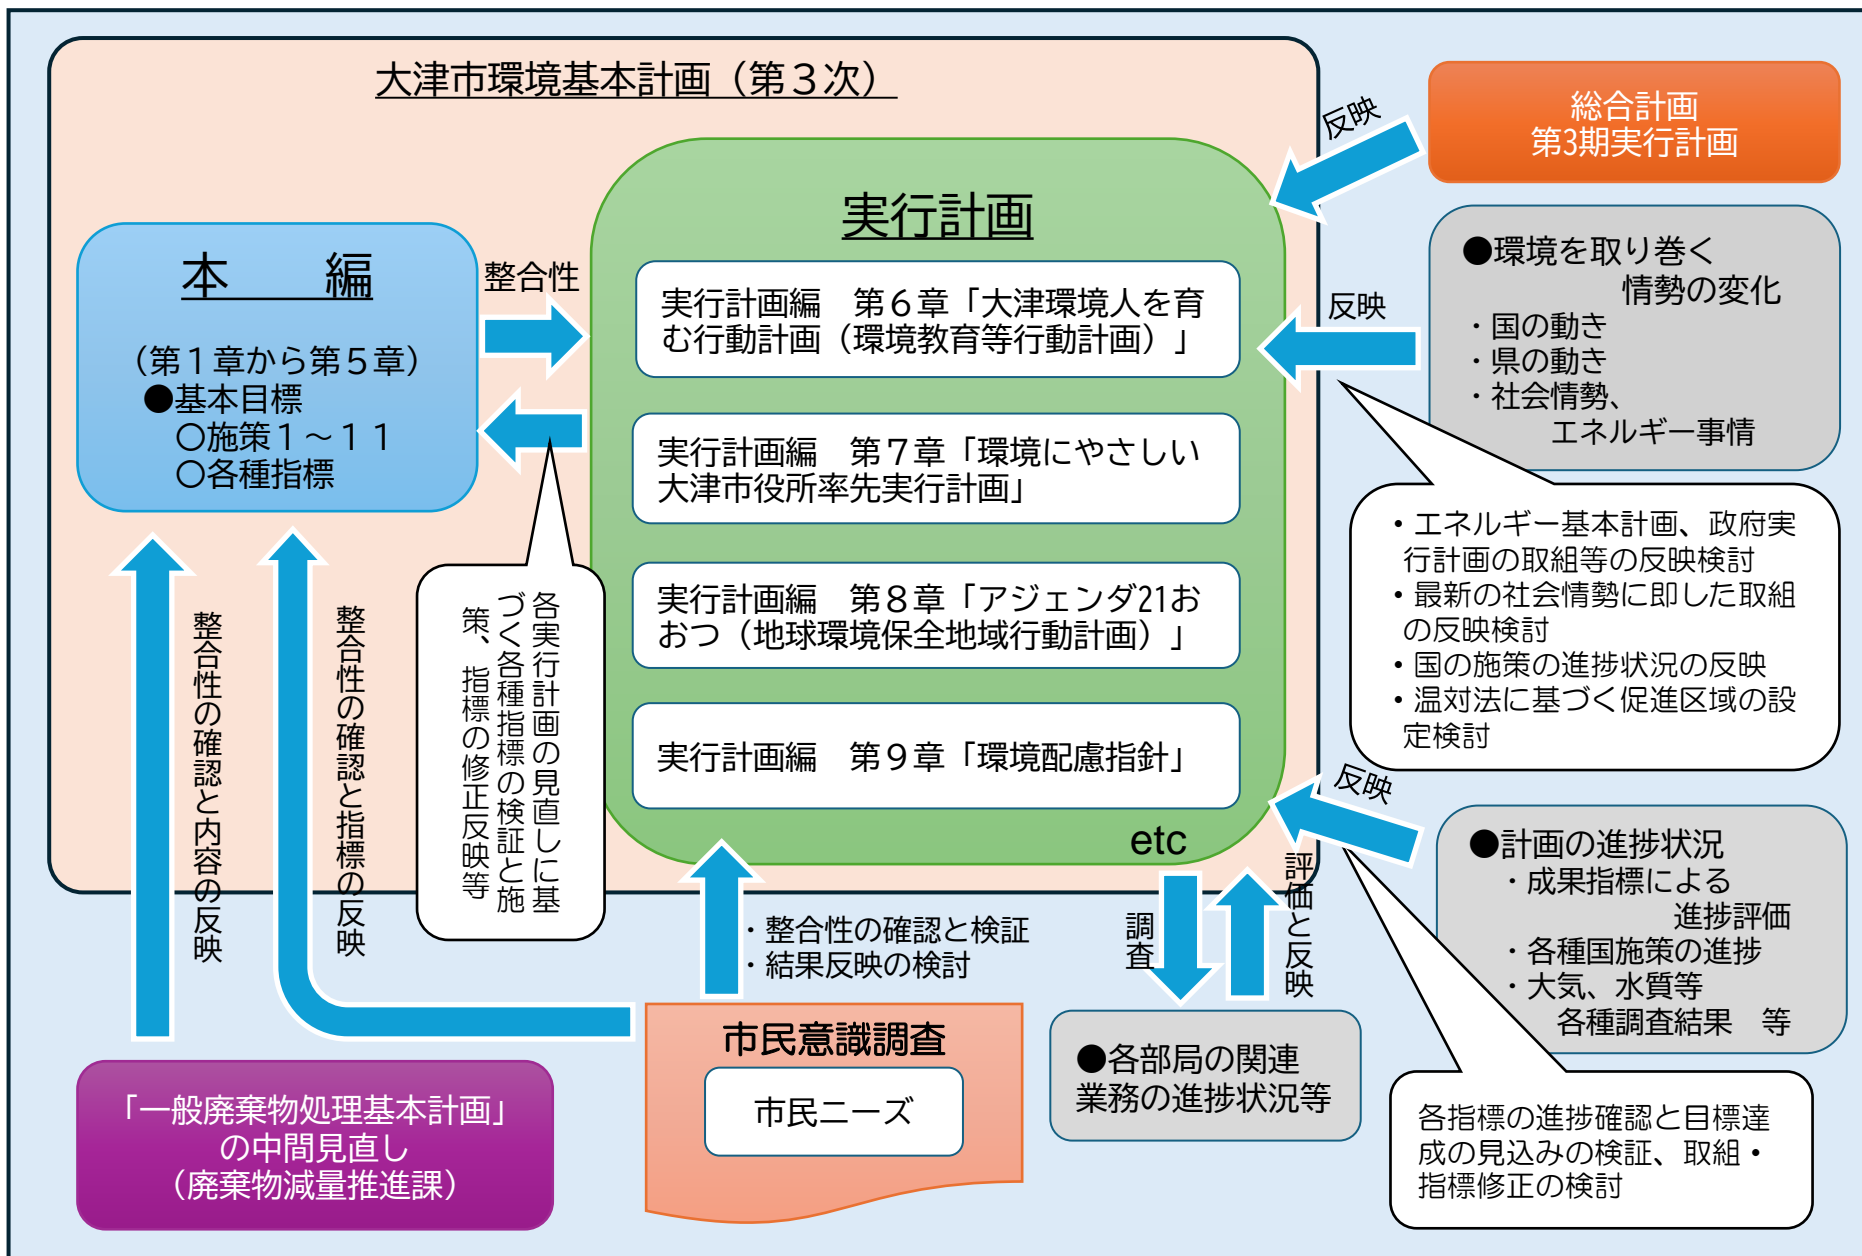 大津市環境基本計画（第３次）
総合計画
第3期実行計画
反映
実行計画
本　編
（第１章から第５章）
●基本目標
〇施策１～１１
〇各種指標
整合性
実行計画編　第６章「大津環境人を育
む行動計画（環境教育等行動計画）」
実行計画編　第７章「環境にやさしい
大津市役所率先実行計画」
実行計画編　第８章「アジェンダ21お
おつ（地球環境保全地域行動計画）」
実行計画編　第９章「環境配慮指針」
etc
反映
●環境を取り巻く
情勢の変化
・国の動き
・県の動き
・社会情勢、
エネルギー事情
・エネルギー基本計画、政府実
行計画の取組等の反映検討
・最新の社会情勢に即した取組
の反映検討
・国の施策の進捗状況の反映
・温対法に基づく促進区域の設
定検討
各実行計画の見直しに基
づく各種指標の検証と施
策、指標の修正反映等
整合性の確認と内容の反映
整合性の確認と指標の反映
反映
●計画の進捗状況
・成果指標による
進捗評価
・各種国施策の進捗
・大気、水質等
各種調査結果　等
・整合性の確認と検証
・結果反映の検討
調査
評価と反映
市民意識調査
市民ニーズ
●各部局の関連
業務の進捗状況等
「一般廃棄物処理基本計画」
の中間見直し
（廃棄物減量推進課）
各指標の進捗確認と目標達
成の見込みの検証、取組・
指標修正の検討